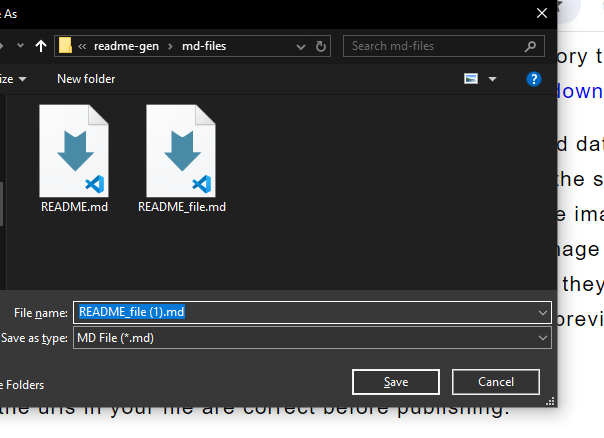 e As
readme-gen > md-files
Search md-files
ize
New folder
README.md
README_file.md
File name:
README_file (1).md
Save as type:
MD File (*.md)
e Folders
Save
Cancel
ory t
down
d dat
the s
e ima
mage
they
previ
the urls in your file are correct before publishing.